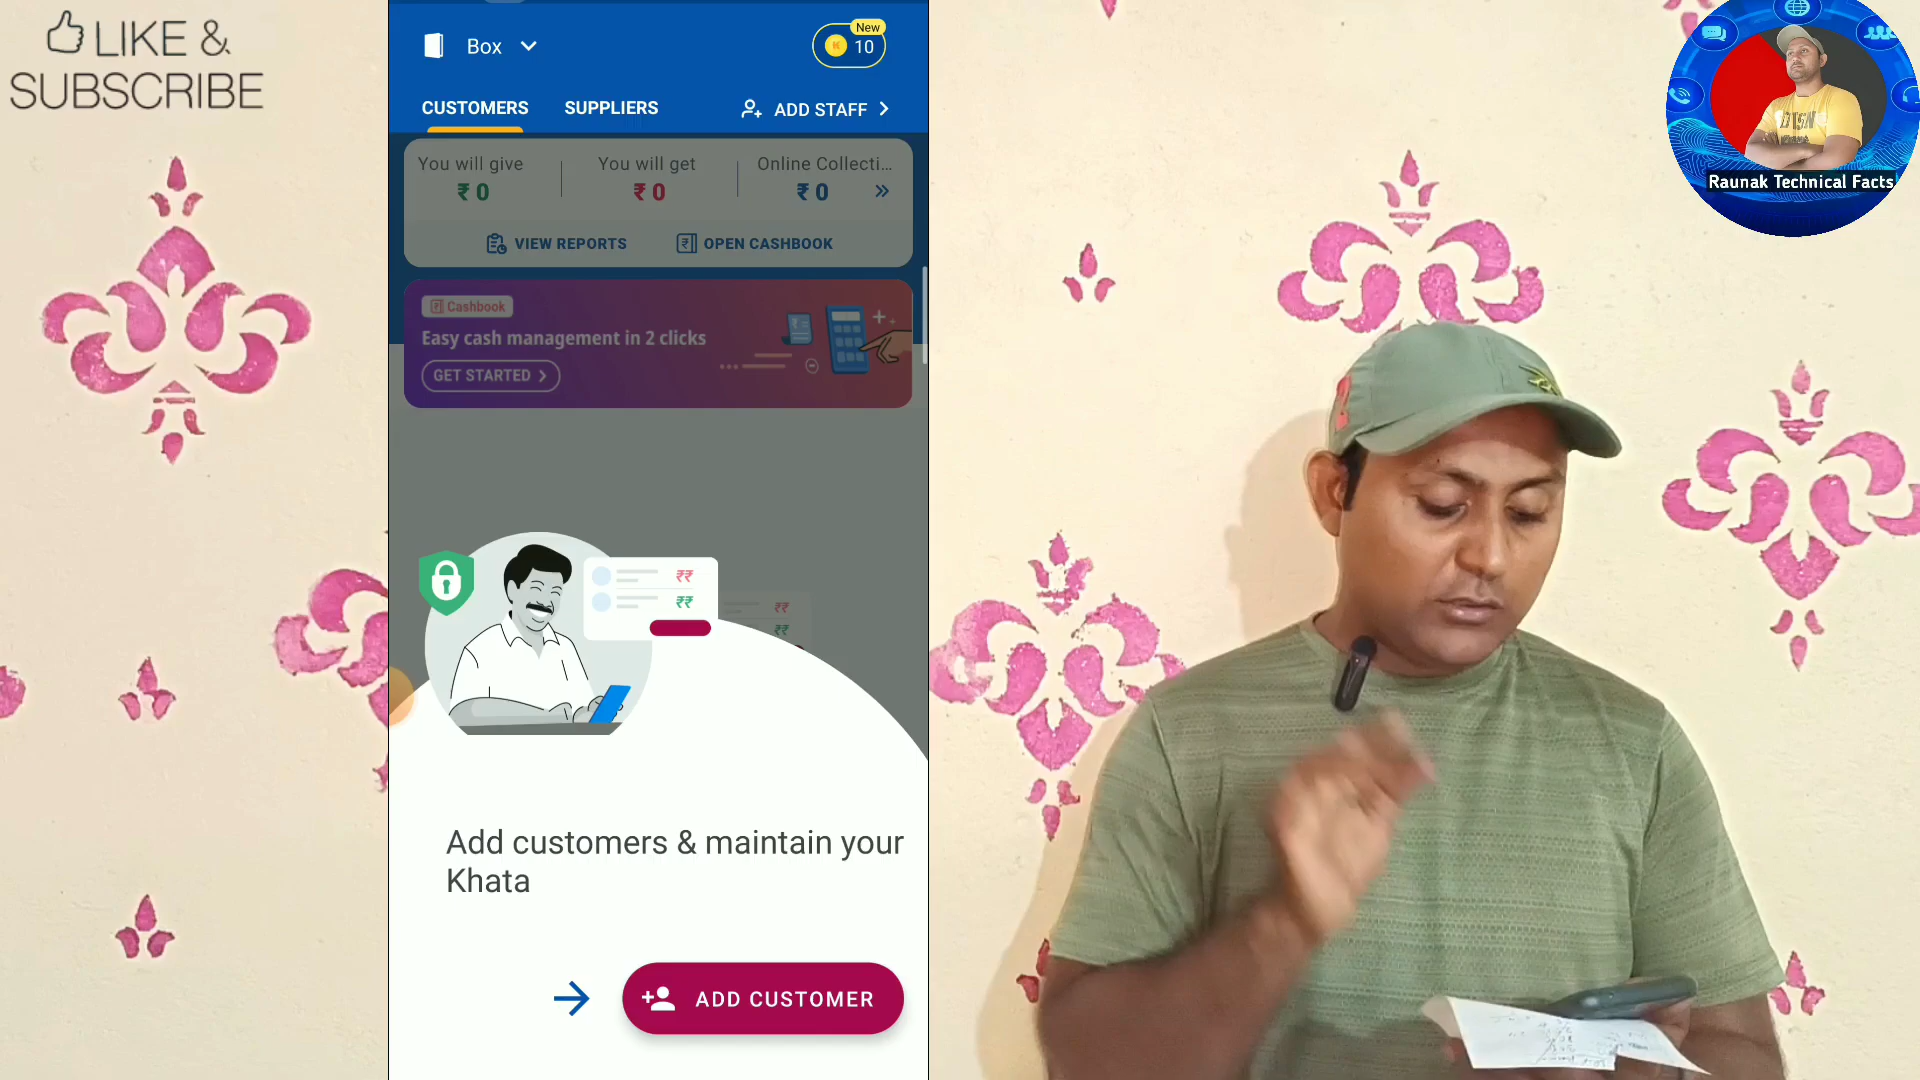 LIKE &
SUBSCRIBE
Box
New
10
CUSTOMERS
SUPPLIERS
ADD STAFF
You will give
₹ 0
You will get
₹ 0
Online Collecti...
₹ 0
VIEW REPORTS
OPEN CASHBOOK
Cashbook
Easy cash management in 2 clicks
GET STARTED
₹₹
₹₹
₹₹
₹₹
Add customers & maintain your
Khata
ADD CUSTOMER
Raunak Technical Facts